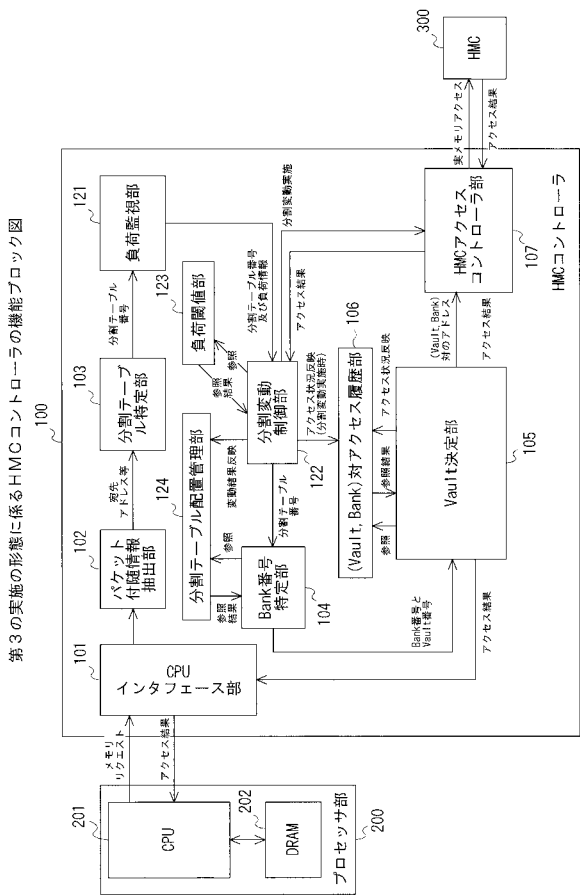 第3の実施の形態に係るHMCコントローラの機能ブロック図
100
201
CPU
202
DRAM
プロセッサ部
200
メモリ
リクエスト
アクセス結果
101
CPU
インタフェース部
102
パケット
付随情報
抽出部
宛先
アドレス等
103
分割テーブ
ル特定部
分割テーブル
番号
121
負荷監視部
123
負荷閾値部
参照
結果
参照
分割テーブル番号
及び負荷情報
124
分割テーブル配置管理部
変動結果反映
分割変動
制御部
122
分割変動実施
アクセス結果
アクセス状況反映
(分割変動実施時)
参照
結果
参照
Bank番号
特定部
104
分割テーブル
番号
106
(Vault,Bank)対アクセス履歴部
参照
参照結果
アクセス状況反映
Bank番号と
Vault番号
アクセス結果
Vault決定部
105
(Vault,Bank)
対のアドレス
アクセス結果
HMCアクセス
コントローラ部
107
実メモリアクセス
アクセス結果
300
HMC
HMCコントローラ